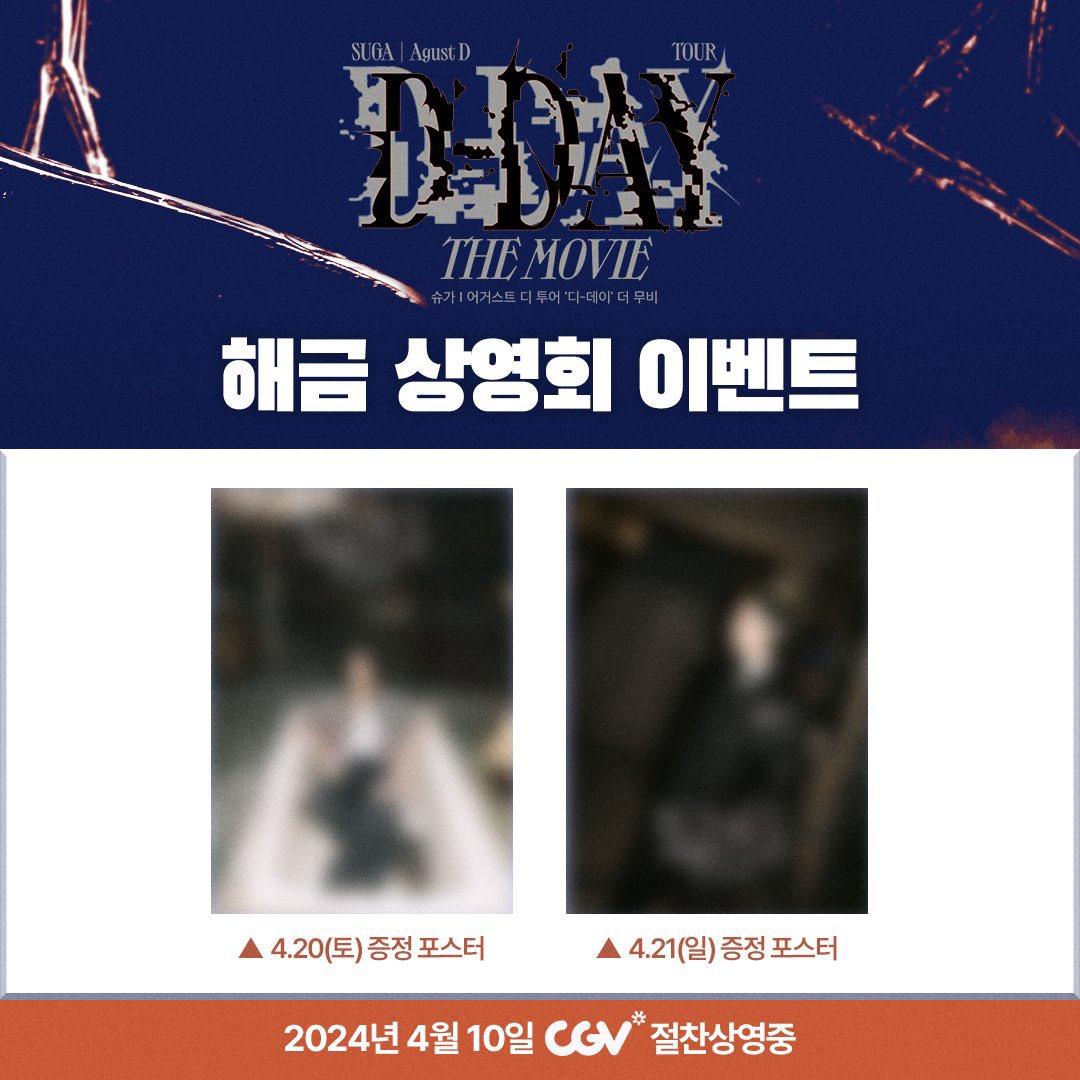 SUGA | Agust D TOUR
D-DAY
THE MOVIE
슈가 I 어거스트 디 투어 '디-데이' 더 무비
해금 상영회 이벤트
▲ 4.20(토) 증정 포스터
▲ 4.21(일) 증정 포스터
2024년 4월 10일 CGV 절찬상영중